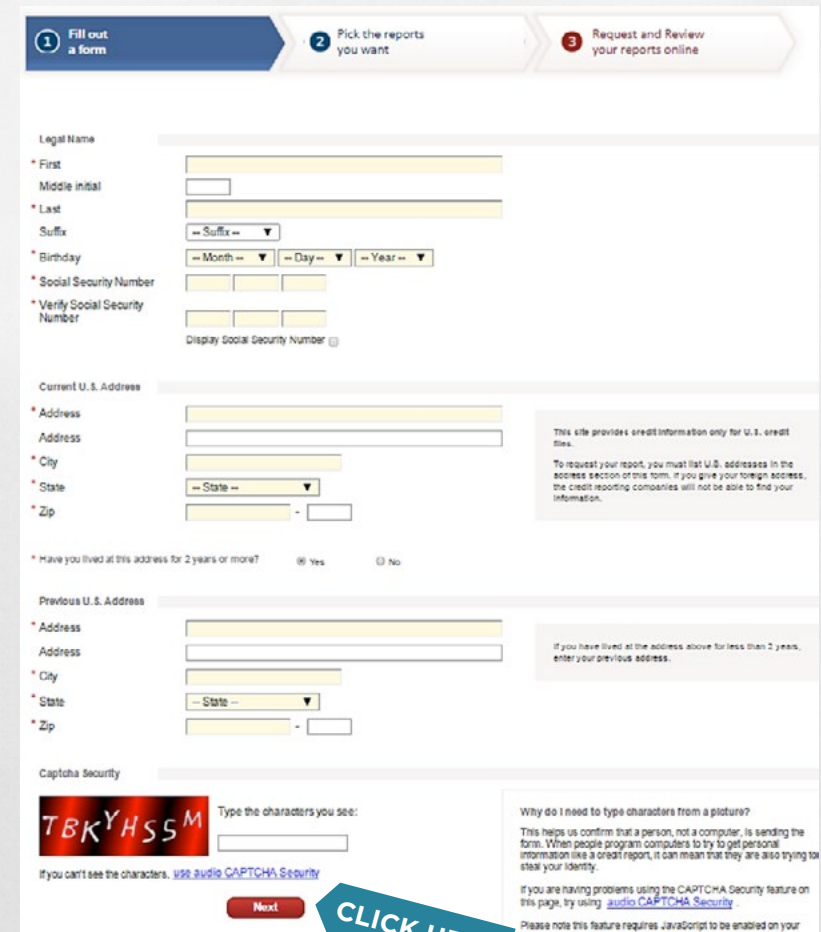 1 Fill out
a form
2 Pick the reports
you want
3 Request and Review
your reports online
Legal Name
* First
Middle initial
* Last
Suffix -- Suffix --
* Birthday -- Month -- -- Day -- -- Year --
* Social Security Number
* Verify Social Security
Number
Display Social Security Number
Current U.S. Address
* Address
Address
* City
* State -- State --
* Zip -
This site provides credit information only for U.S. credit
files.
To request your report, you must list U.S. addresses in the
address section of this form. If you give your foreign address,
the credit reporting companies will not be able to find your
information.
* Have you lived at this address for 2 years or more? Yes No
Previous U.S. Address
* Address
Address
* City
* State -- State --
* Zip -
If you have lived at the address above for less than 2 years,
enter your previous address.
Captcha Security
TBKYHS5M
Type the characters you see:
If you can't see the characters, use audio CAPTCHA Security
Next
CLICK
Why do I need to type characters from a picture?
This helps us confirm that a person, not a computer, is sending the
form. When people program computers to try to get personal
information like a credit report, it can mean that they are also trying to
steal your identity.
If you are having problems using the CAPTCHA Security feature on
this page, try using audio CAPTCHA Security .
Please note this feature requires JavaScript to be enabled on your